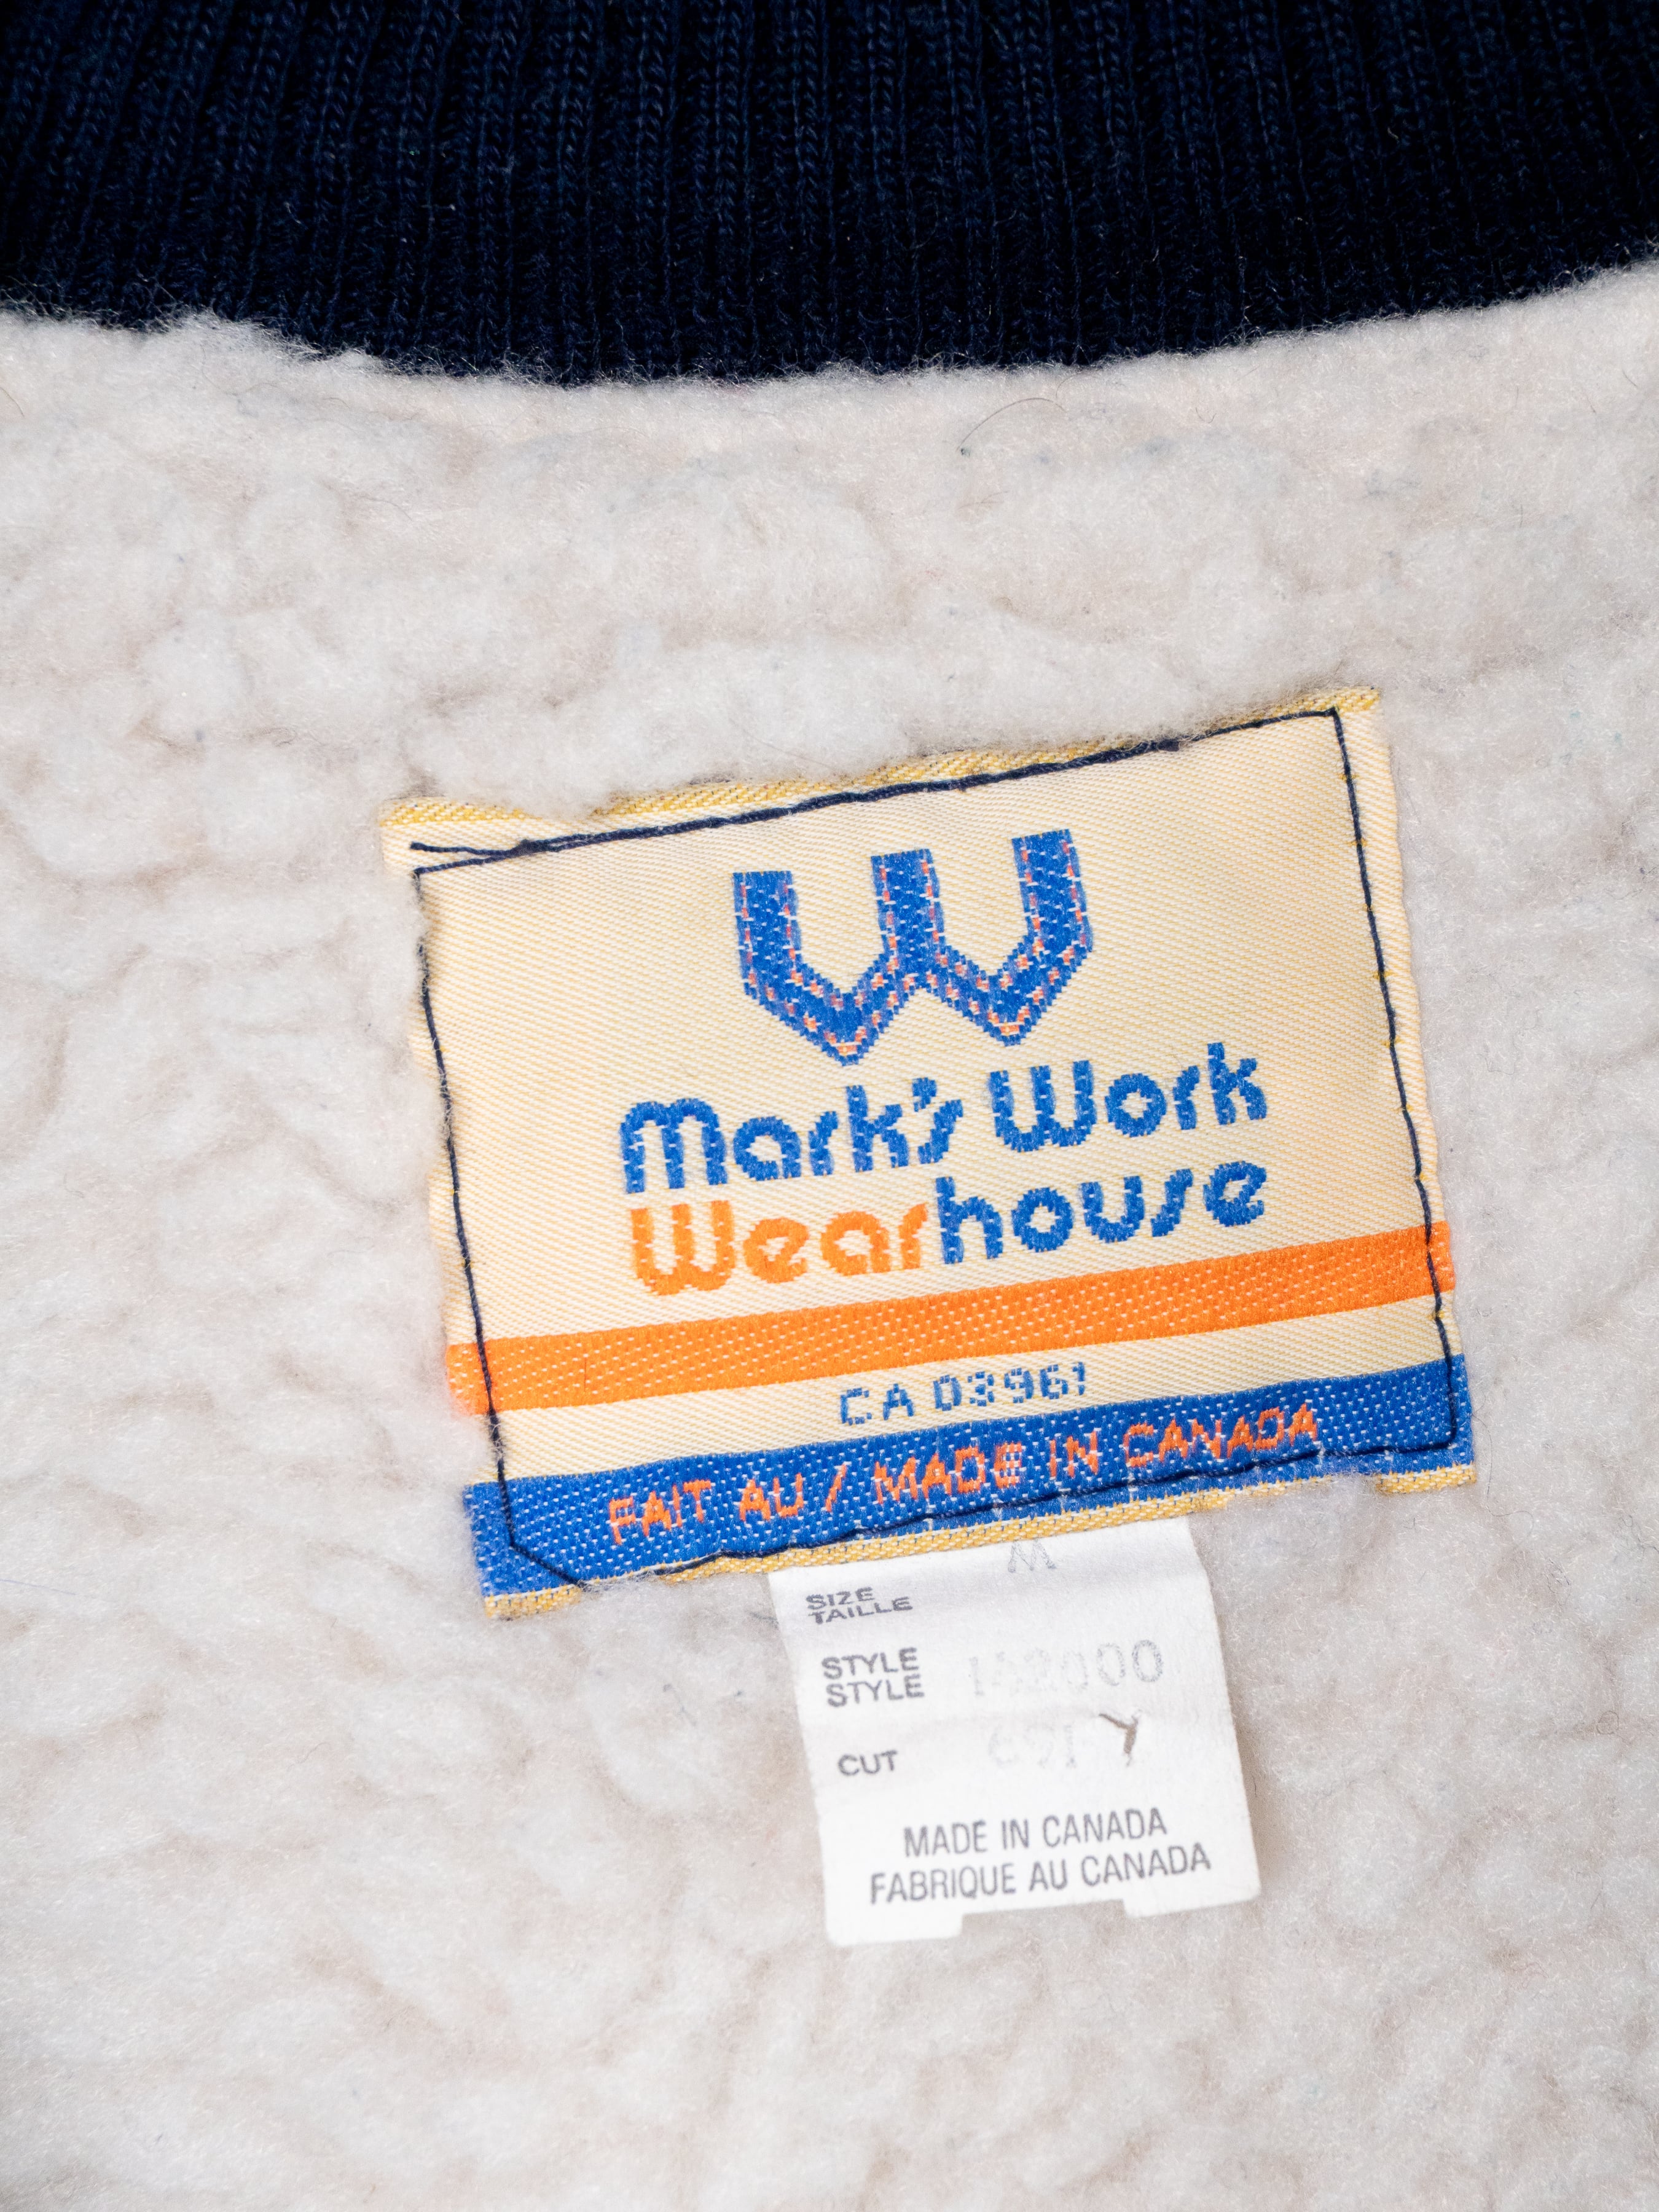 W
Mark's Work
Wearhouse
CA 03961
FAIT AU / MADE IN CANADA
M
SIZE
TAILLE
STYLE 142000
STYLE
CUT
MADE IN CANADA
FABRIQUE AU CANADA